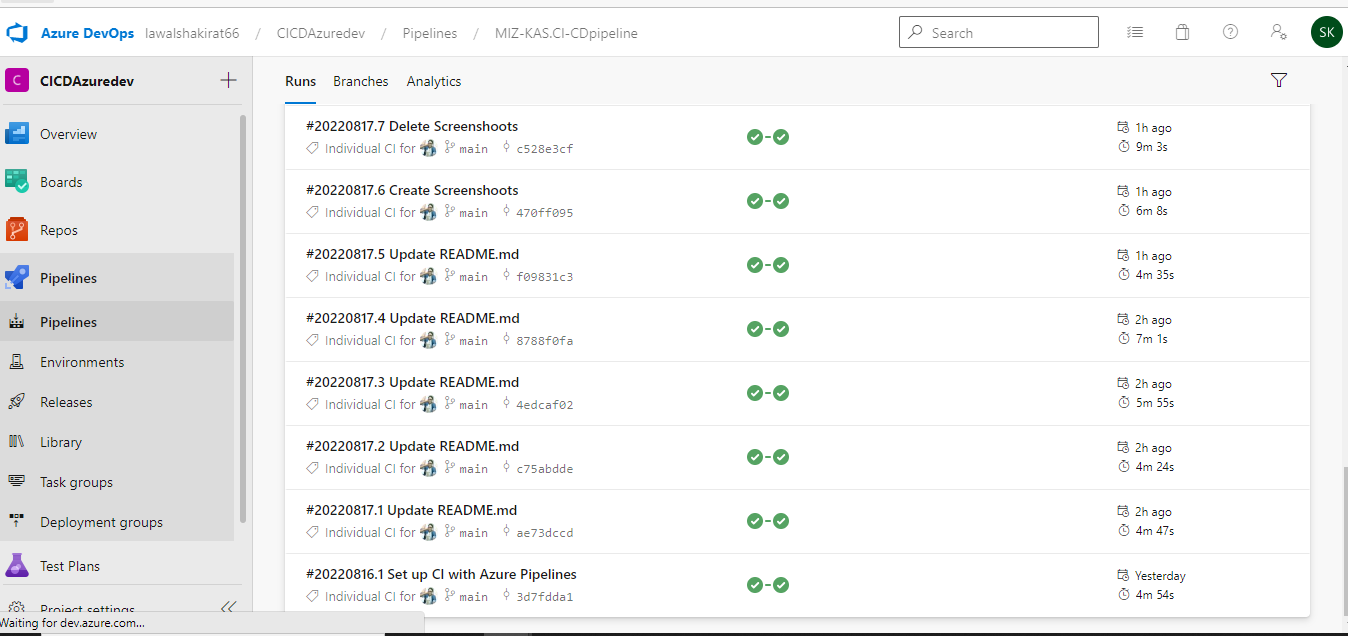 Azure DevOps lawalshakirat66 / CICDAzuredev / Pipelines / MIZ-KAS.CI-CDpipeline Search SK
C CICDAzuredev
Overview
Boards
Repos
Pipelines
Pipelines
Environments
Releases
Library
Task groups
Deployment groups
Test Plans
Project settings
Waiting for dev.azure.com...
Runs Branches Analytics
#20220817.7 Delete Screenshoots
Individual CI for main c528e3cf
1h ago
9m 3s
#20220817.6 Create Screenshoots
Individual CI for main 470ff095
1h ago
6m 8s
#20220817.5 Update README.md
Individual CI for main f09831c3
1h ago
4m 35s
#20220817.4 Update README.md
Individual CI for main 8788f0fa
2h ago
7m 1s
#20220817.3 Update README.md
Individual CI for main 4edcaf02
2h ago
5m 55s
#20220817.2 Update README.md
Individual CI for main c75abdde
2h ago
4m 24s
#20220817.1 Update README.md
Individual CI for main ae73dccd
2h ago
4m 47s
#20220816.1 Set up CI with Azure Pipelines
Individual CI for main 3d7fdda1
Yesterday
4m 54s